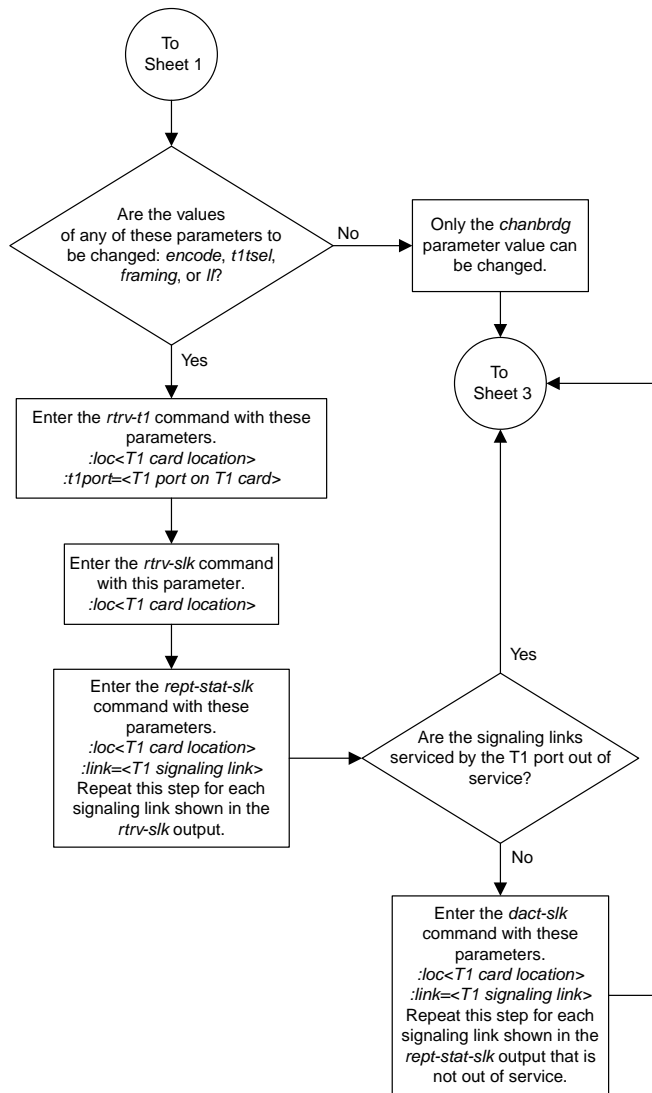 To
Sheet 1
Are the values
of any of these parameters to
be changed: encode, t1tsel,
framing, or ll?
No
Only the chanbrdg
parameter value can
be changed.
Yes
To
Sheet 3
Enter the rtrv-t1 command with these
parameters.
:loc<T1 card location>
:t1port=<T1 port on T1 card>
Enter the rtrv-slk command
with this parameter.
:loc<T1 card location>
Enter the rept-stat-slk
command with these
parameters.
:loc<T1 card location>
:link=<T1 signaling link>
Repeat this step for each
signaling link shown in the
rtrv-slk output.
Yes
Are the signaling links
serviced by the T1 port out of
service?
No
Enter the dact-slk
command with these
parameters.
:loc<T1 card location>
:link=<T1 signaling link>
Repeat this step for each
signaling link shown in the
rept-stat-slk output that is
not out of service.